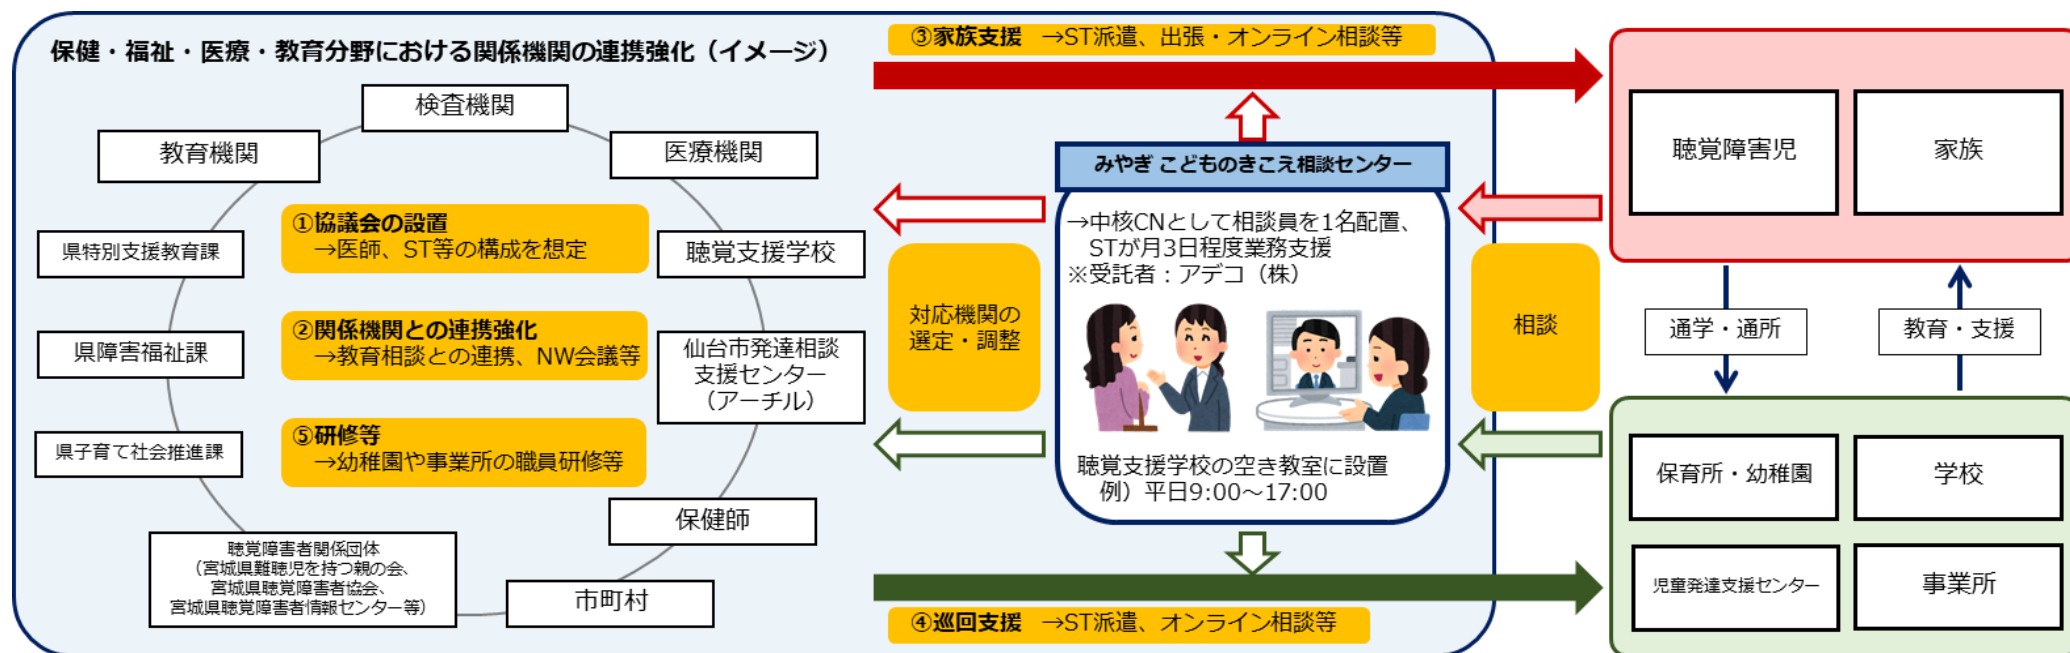 保健・福祉・医療・教育分野における関係機関の連携強化（イメージ）
検査機関
教育機関
医療機関
県特別支援教育課
聴覚支援学校
県障害福祉課
仙台市発達相談
支援センター
（アーチル）
県子育て社会推進課
保健師
聴覚障害者関係団体
（宮城県難聴児を持つ親の会、
宮城県聴覚障害者協会、
宮城県聴覚障害者情報センター等）
市町村
①協議会の設置
→医師、ST等の構成を想定
②関係機関との連携強化
→教育相談との連携、NW会議等
⑤研修等
→幼稚園や事業所の職員研修等
③家族支援　→ST派遣、出張・オンライン相談等
対応機関の
選定・調整
みやぎ こどものきこえ相談センター
→中核CNとして相談員を1名配置、
STが月3日程度業務支援
※受託者：アデコ（株）
聴覚支援学校の空き教室に設置
例）平日9:00～17:00
④巡回支援　→ST派遣、オンライン相談等
相談
聴覚障害児
家族
通学・通所
教育・支援
保育所・幼稚園
学校
児童発達支援センター
事業所